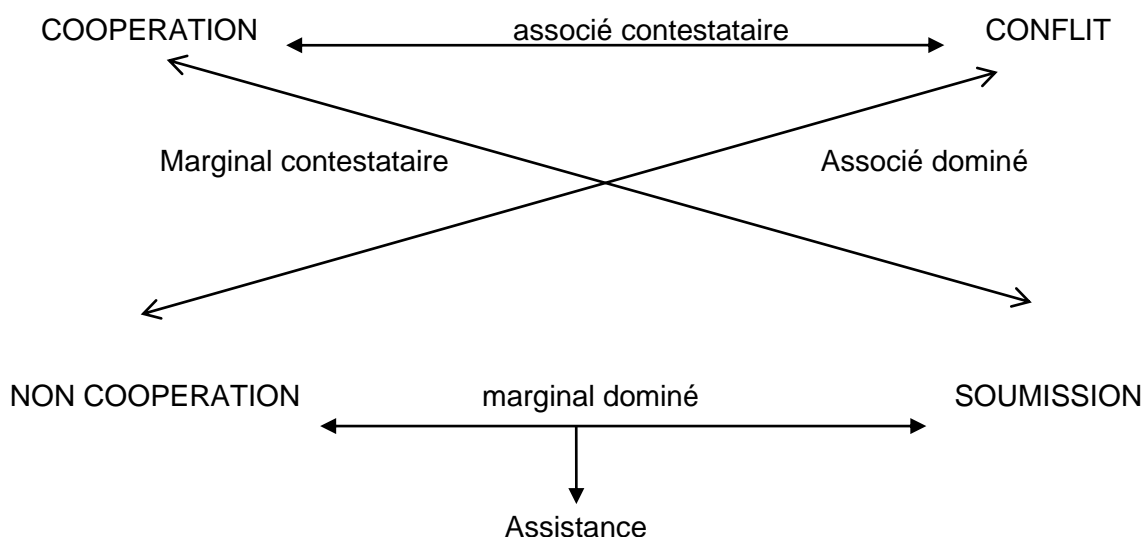 COOPERATION associé contestataire CONFLIT
Marginal contestataire Associé dominé
NON COOPERATION marginal dominé SOUMISSION
Assistance